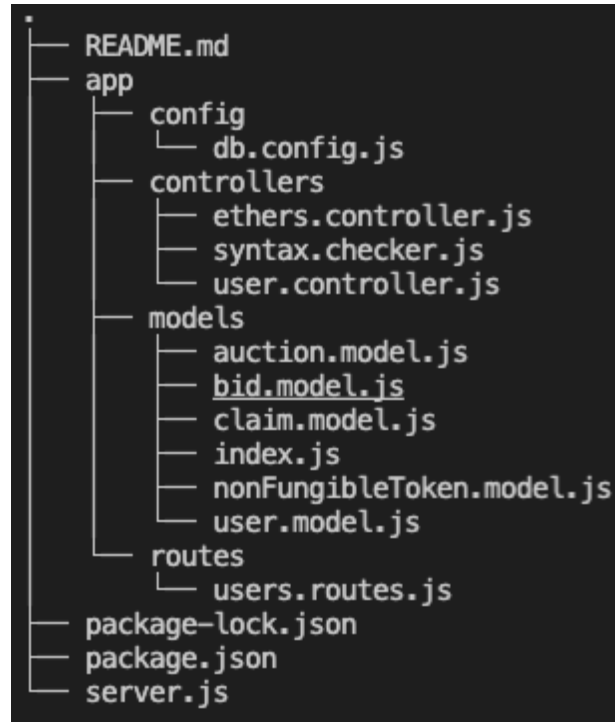 .
├── README.md
├── app
│   ├── config
│   │   └── db.config.js
│   ├── controllers
│   │   ├── ethers.controller.js
│   │   ├── syntax.checker.js
│   │   └── user.controller.js
│   ├── models
│   │   ├── auction.model.js
│   │   ├── bid.model.js
│   │   ├── claim.model.js
│   │   ├── index.js
│   │   ├── nonFungibleToken.model.js
│   │   └── user.model.js
│   └── routes
│       └── users.routes.js
├── package-lock.json
├── package.json
└── server.js